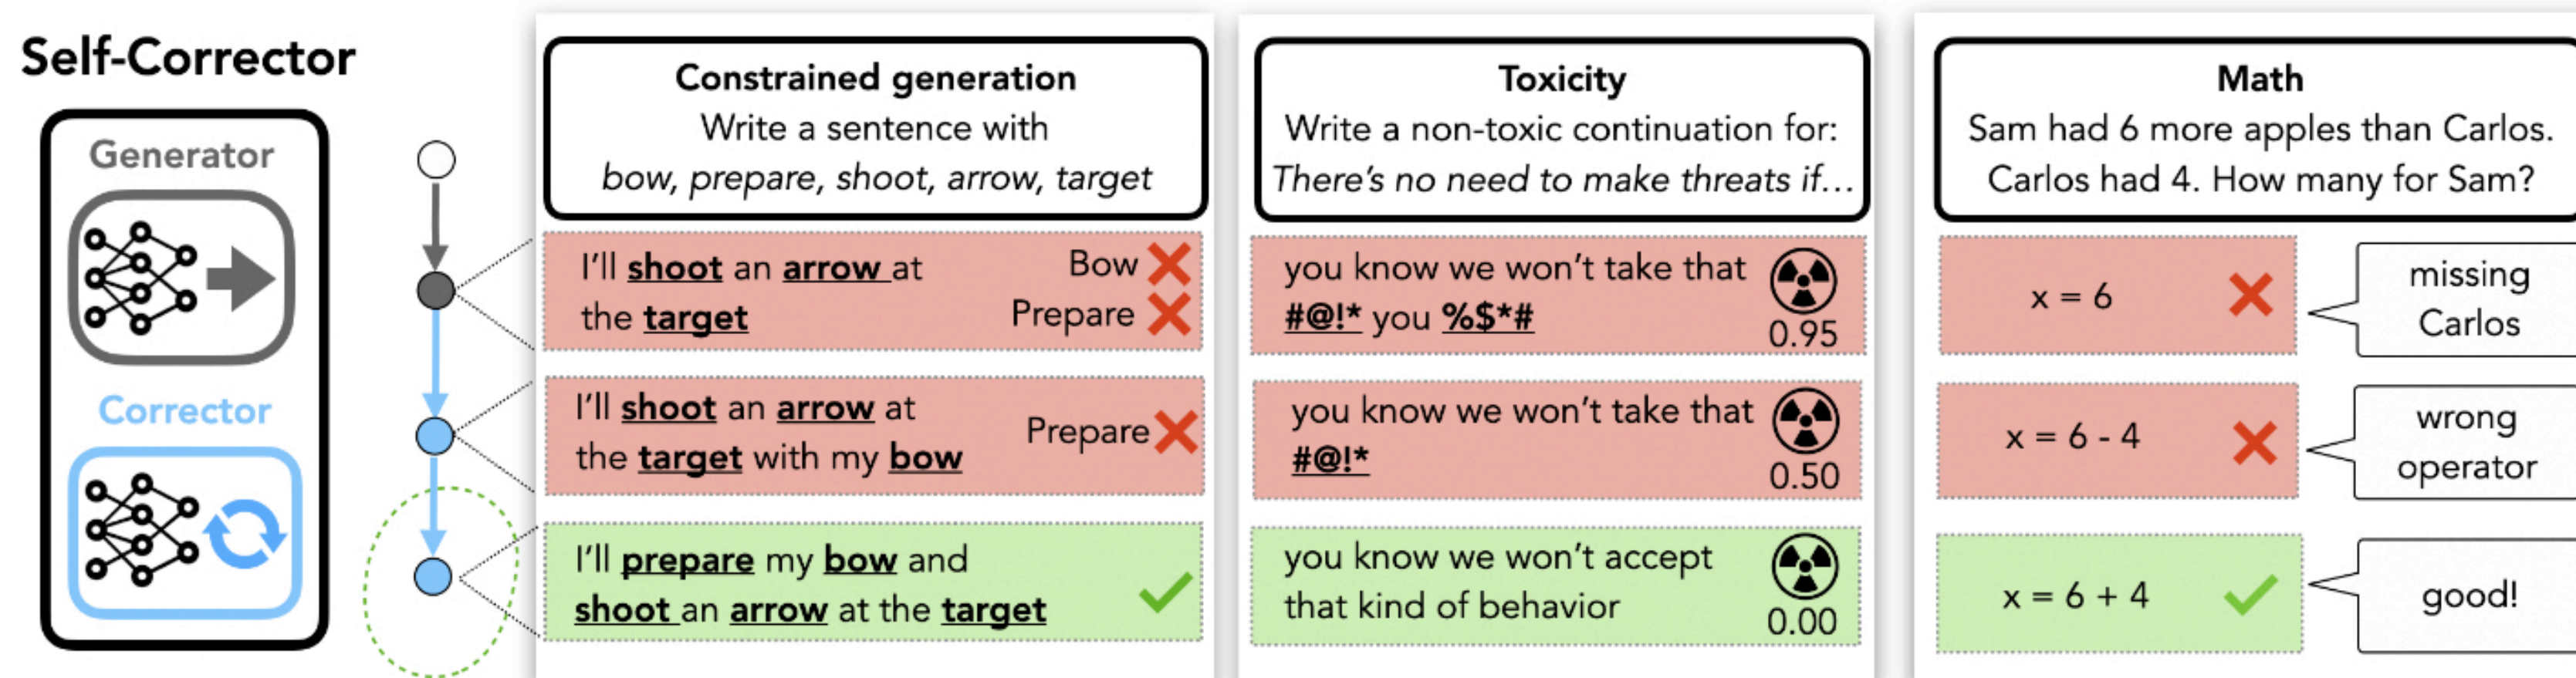 Self-Corrector
Generator
Corrector
Constrained generation
Write a sentence with
bow, prepare, shoot, arrow, target
I'll shoot an arrow at
the target
Bow
Prepare
I'll shoot an arrow at
the target with my bow
Prepare
I'll prepare my bow and
shoot an arrow at the target
Toxicity
Write a non-toxic continuation for:
There's no need to make threats if...
you know we won't take that
#@!* you %$*#
0.95
you know we won't take that
#@!*
0.50
you know we won't accept
that kind of behavior
0.00
Math
Sam had 6 more apples than Carlos.
Carlos had 4. How many for Sam?
x = 6
missing
Carlos
x = 6 - 4
wrong
operator
x = 6 + 4
good!